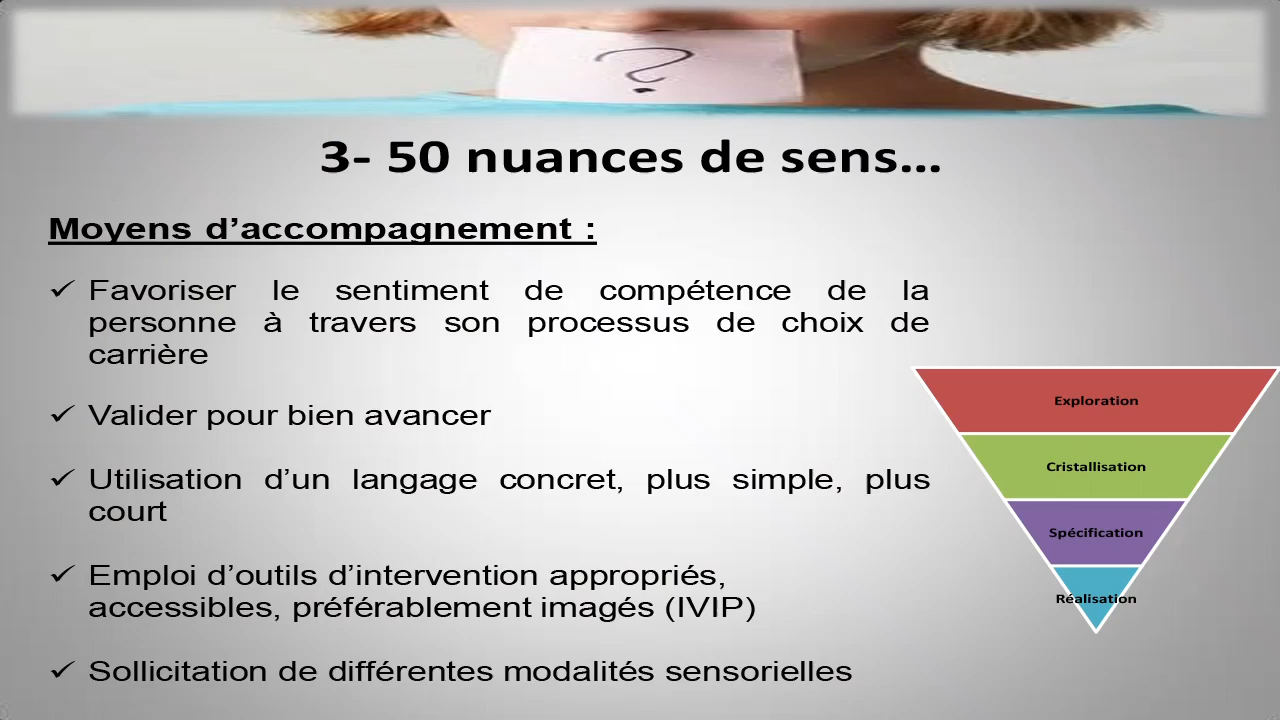 ?
3- 50 nuances de sens...
Moyens d’accompagnement :
✓ Favoriser le sentiment de compétence de la
personne à travers son processus de choix de
carrière
✓ Valider pour bien avancer
✓ Utilisation d’un langage concret, plus simple, plus
court
✓ Emploi d’outils d’intervention appropriés,
accessibles, préférablement imagés (IVIP)
✓ Sollicitation de différentes modalités sensorielles
Exploration
Cristallisation
Spécification
Réalisation